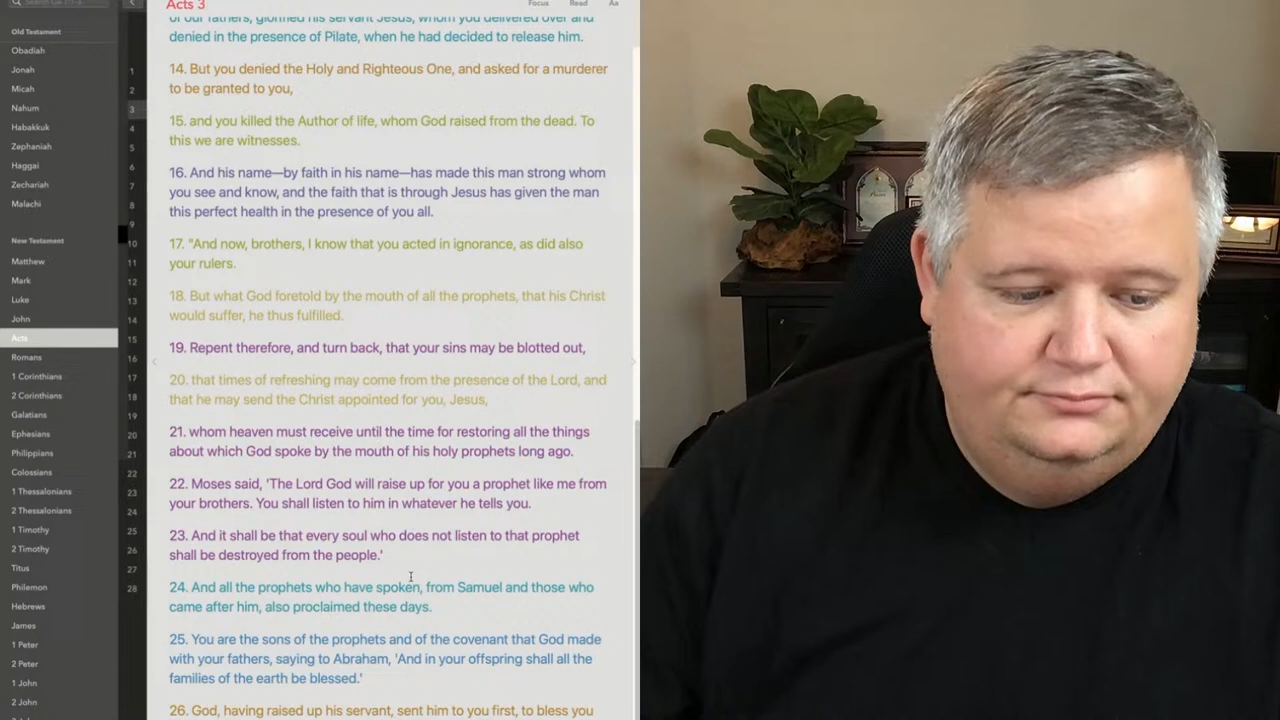 Acts 3
Focus
Read
Aa
Old Testament
Obadiah
Jonah
Micah
Nahum
Habakkuk
Zephaniah
Haggai
Zechariah
Malachi
New Testament
Matthew
Mark
Luke
John
Acts
Romans
1 Corinthians
2 Corinthians
Galatians
Ephesians
Philippians
Colossians
1 Thessalonians
2 Thessalonians
1 Timothy
2 Timothy
Titus
Philemon
Hebrews
James
1 Peter
2 Peter
1 John
2 John
1
2
3
4
5
6
7
8
9
10
11
12
13
14
15
16
17
18
19
20
21
22
23
24
25
26
27
28
of our fathers, glorified his servant Jesus, whom you delivered over and
denied in the presence of Pilate, when he had decided to release him.
14. But you denied the Holy and Righteous One, and asked for a murderer
to be granted to you,
15. and you killed the Author of life, whom God raised from the dead. To
this we are witnesses.
16. And his name—by faith in his name—has made this man strong whom
you see and know, and the faith that is through Jesus has given the man
this perfect health in the presence of you all.
17. "And now, brothers, I know that you acted in ignorance, as did also
your rulers.
18. But what God foretold by the mouth of all the prophets, that his Christ
would suffer, he thus fulfilled.
19. Repent therefore, and turn back, that your sins may be blotted out,
20. that times of refreshing may come from the presence of the Lord, and
that he may send the Christ appointed for you, Jesus,
21. whom heaven must receive until the time for restoring all the things
about which God spoke by the mouth of his holy prophets long ago.
22. Moses said, 'The Lord God will raise up for you a prophet like me from
your brothers. You shall listen to him in whatever he tells you.
23. And it shall be that every soul who does not listen to that prophet
shall be destroyed from the people.'
24. And all the prophets who have spoken, from Samuel and those who
came after him, also proclaimed these days.
25. You are the sons of the prophets and of the covenant that God made
with your fathers, saying to Abraham, 'And in your offspring shall all the
families of the earth be blessed.'
26. God, having raised up his servant, sent him to you first, to bless you